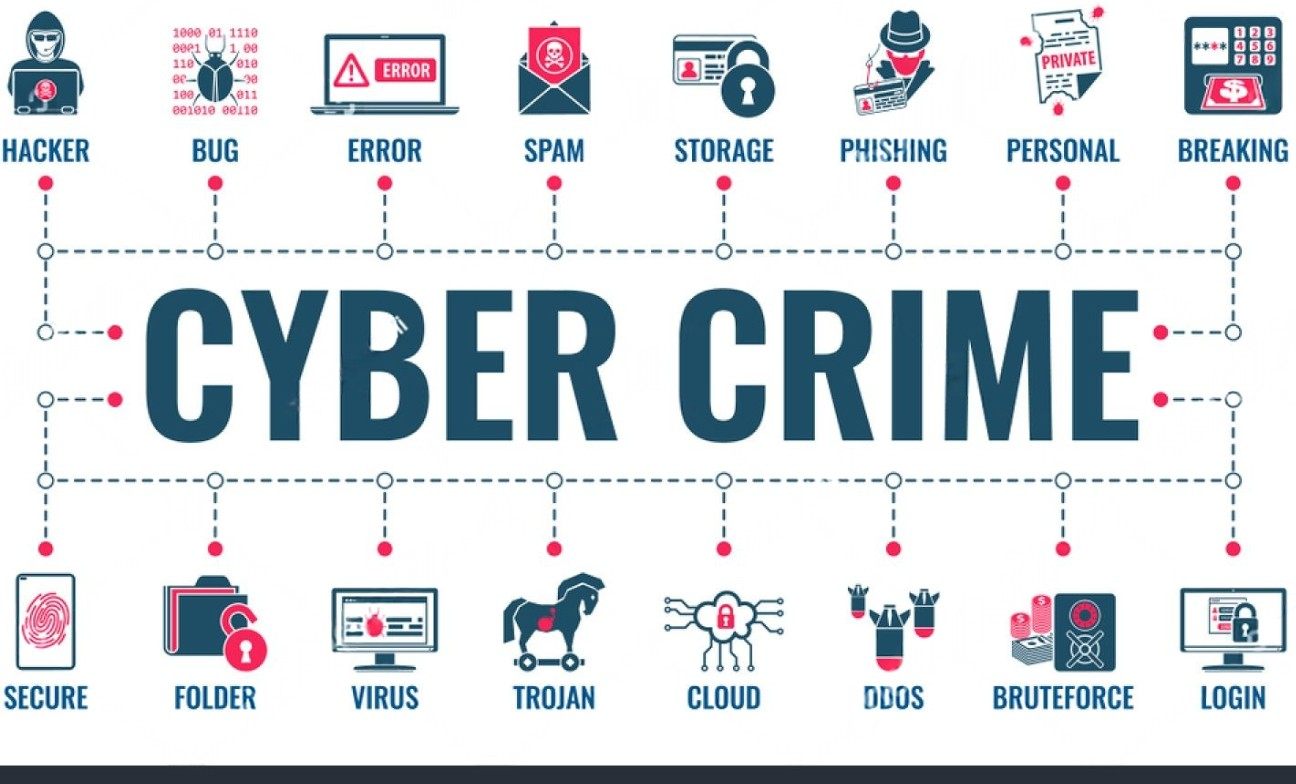 1000 01 1110
0001 1 00
110 010
00 00
100 011
001010 00110
ERROR
PRIVATE
****
1 2 3
4 5 6
7 8 9
$
HACKER
BUG
ERROR
SPAM
STORAGE
PHISHING
PERSONAL
BREAKING
CYBER CRIME
$
$
SECURE
FOLDER
VIRUS
TROJAN
CLOUD
DDOS
BRUTEFORCE
LOGIN